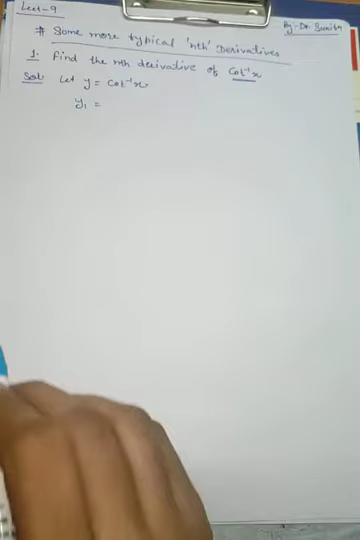 Lect-9
By:- Dr. Sunita
# Some more typical 'nth' Derivatives
1. Find the nth derivative of Cot⁻¹x
Sol: Let y = Cot⁻¹x.
y₁ =